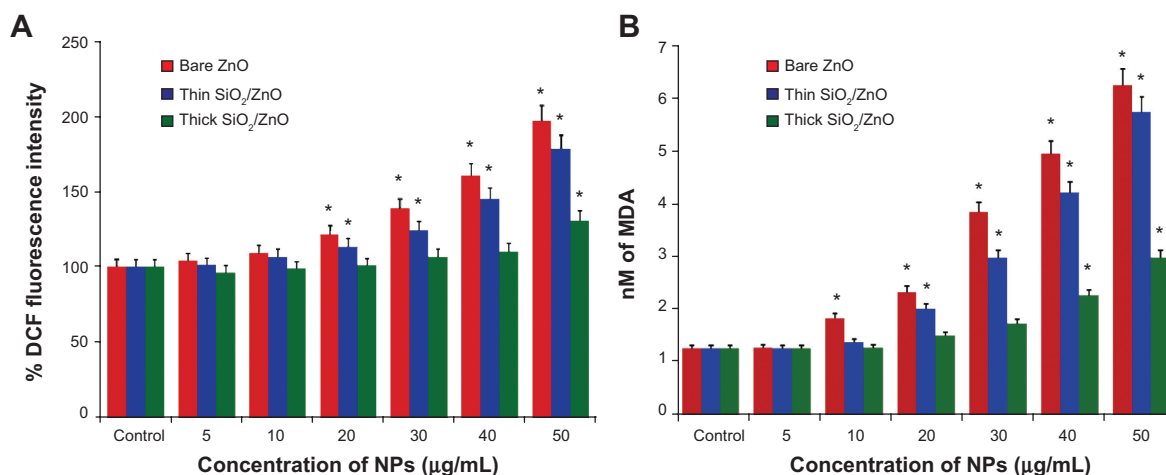 A
250
200
150
100
50
0
% DCF fluorescence intensity
Bare ZnO
Thin SiO₂/ZnO
Thick SiO₂/ZnO
* * * * * * * * *
Control 5 10 20 30 40 50
Concentration of NPs (µg/mL)
B
7
6
5
4
3
2
1
0
nM of MDA
Bare ZnO
Thin SiO₂/ZnO
Thick SiO₂/ZnO
* * * * * * * * * * *
Control 5 10 20 30 40 50
Concentration of NPs (µg/mL)